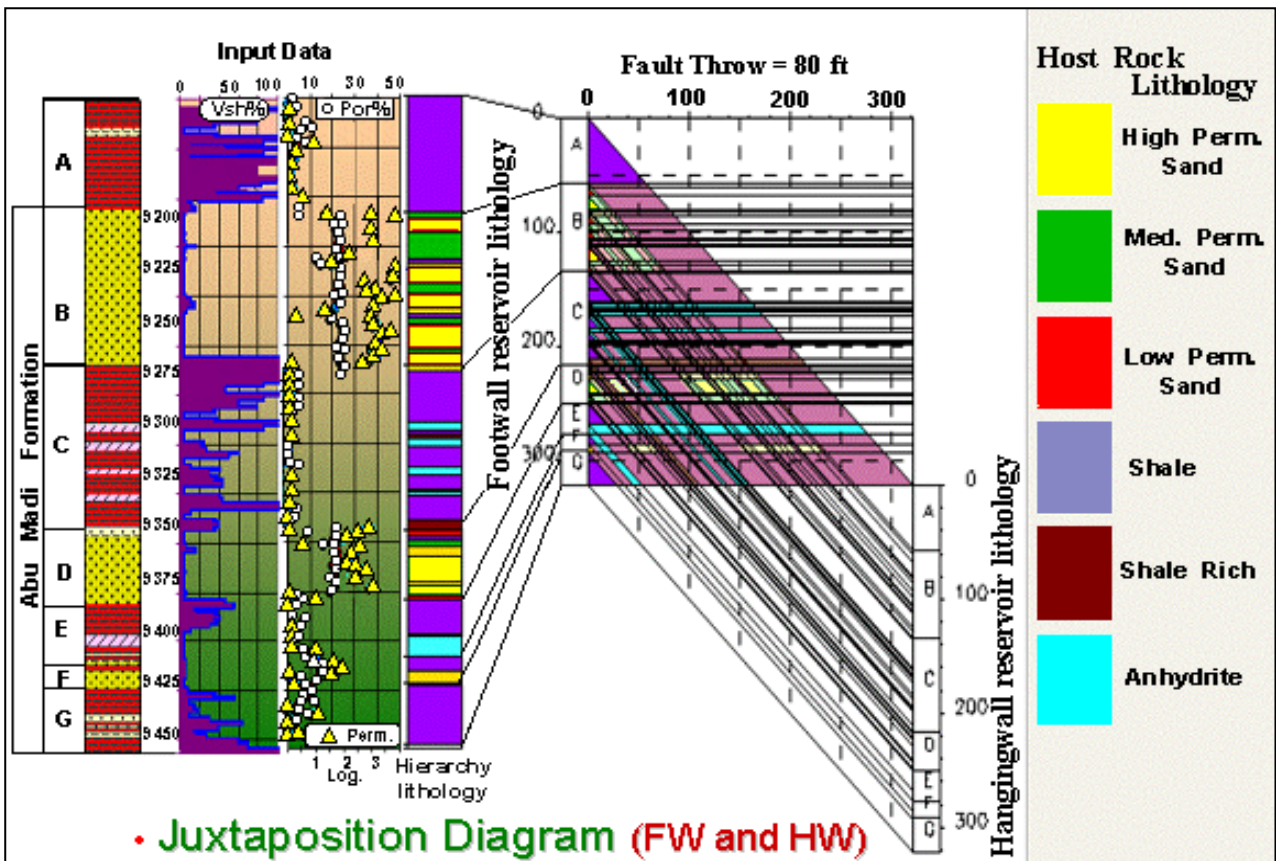 Input Data
0 50 100
10 30 50
Vsh%
Por%
A
B
C
D
E
F
G
Abu Madi Formation
9200
9225
9250
9275
9300
9325
9350
9375
9400
9425
9450
Perm.
1 2 3
Log.
Hierarchy
lithology
Fault Throw = 80 ft
0 100 200 300
Footwall reservoir lithology
0
100
200
300
A
B
C
D
E
F
G
Hangingwall reservoir lithology
0
100
200
300
A
B
C
D
E
F
G
Host Rock
Lithology
High Perm.
Sand
Med. Perm.
Sand
Low Perm.
Sand
Shale
Shale Rich
Anhydrite
• Juxtaposition Diagram (FW and HW)